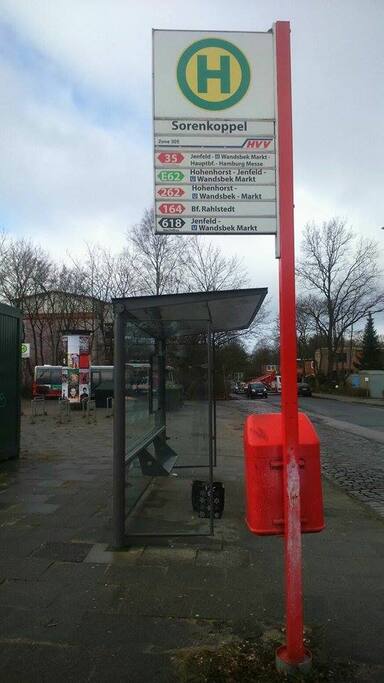 H
Sorenkoppel
Zone 305 HVV
35 Jenfeld - U Wandsbek Markt -
Hauptbf. - Hamburg Messe
E62 Hohenhorst - Jenfeld -
U Wandsbek Markt
262 Hohenhorst -
U Wandsbek - Markt
164 Bf. Rahlstedt
618 Jenfeld -
U Wandsbek Markt